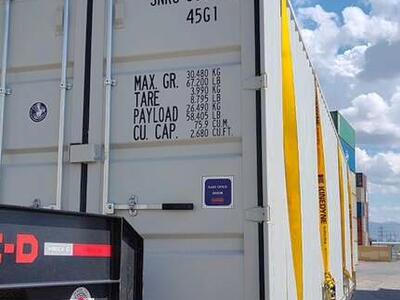 45G1
MAX. GR. 30.480 KG
67.200 LB
TARE 3.990 KG
8.795 LB
PAYLOAD 26.490 KG
58.405 LB
CU. CAP. 75.9 CU.M.
2.680 CU.FT.
KINEDYNE
E-D